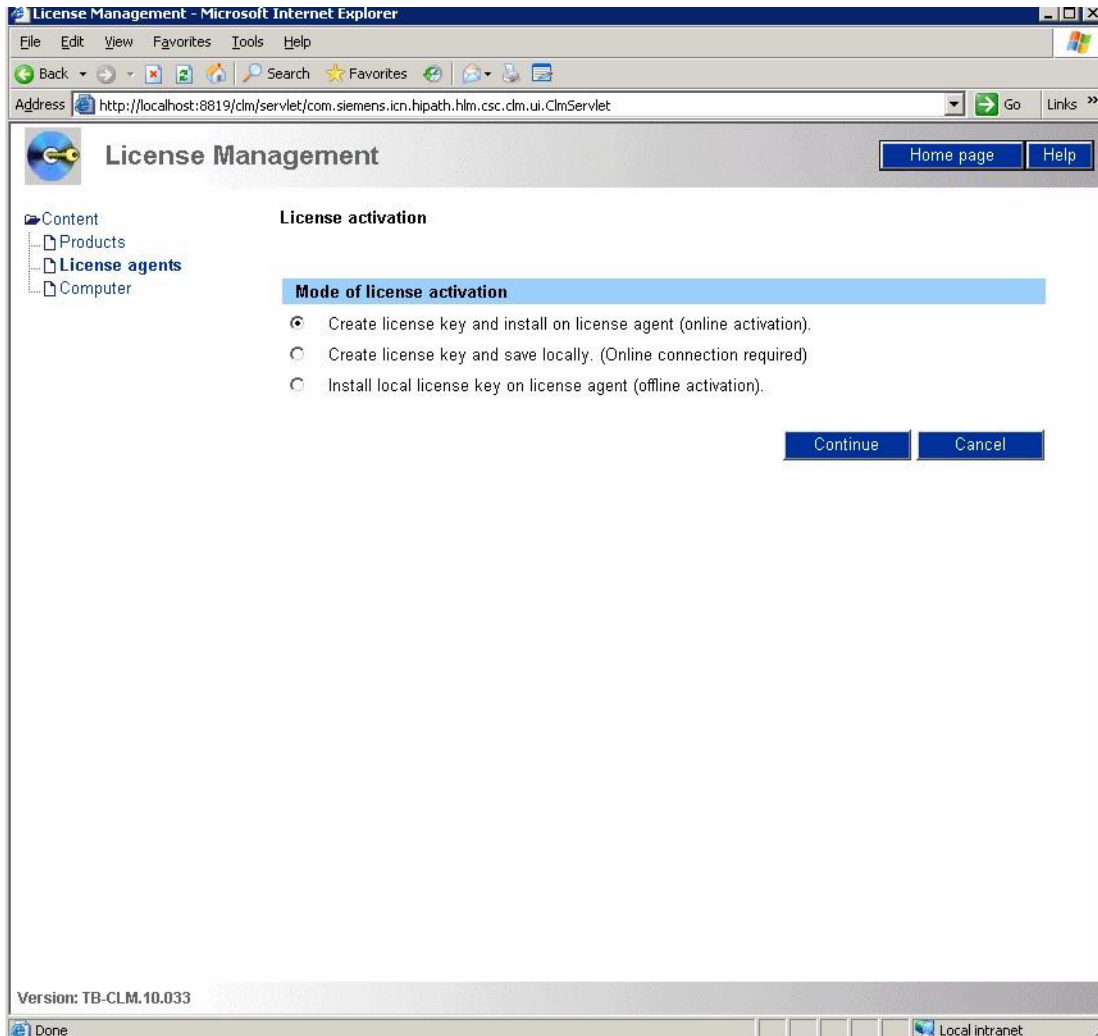 License Management - Microsoft Internet Explorer
File Edit View Favorites Tools Help
Back Search Favorites
Address http://localhost:8819/clm/servlet/com.siemens.icn.hipath.hlm.csc.clm.ui.ClmServlet Go Links »
License Management Home page Help
Content
Products
License agents
Computer
License activation
Mode of license activation
Create license key and install on license agent (online activation).
Create license key and save locally. (Online connection required)
Install local license key on license agent (offline activation).
Continue Cancel
Version: TB-CLM.10.033
Done Local intranet